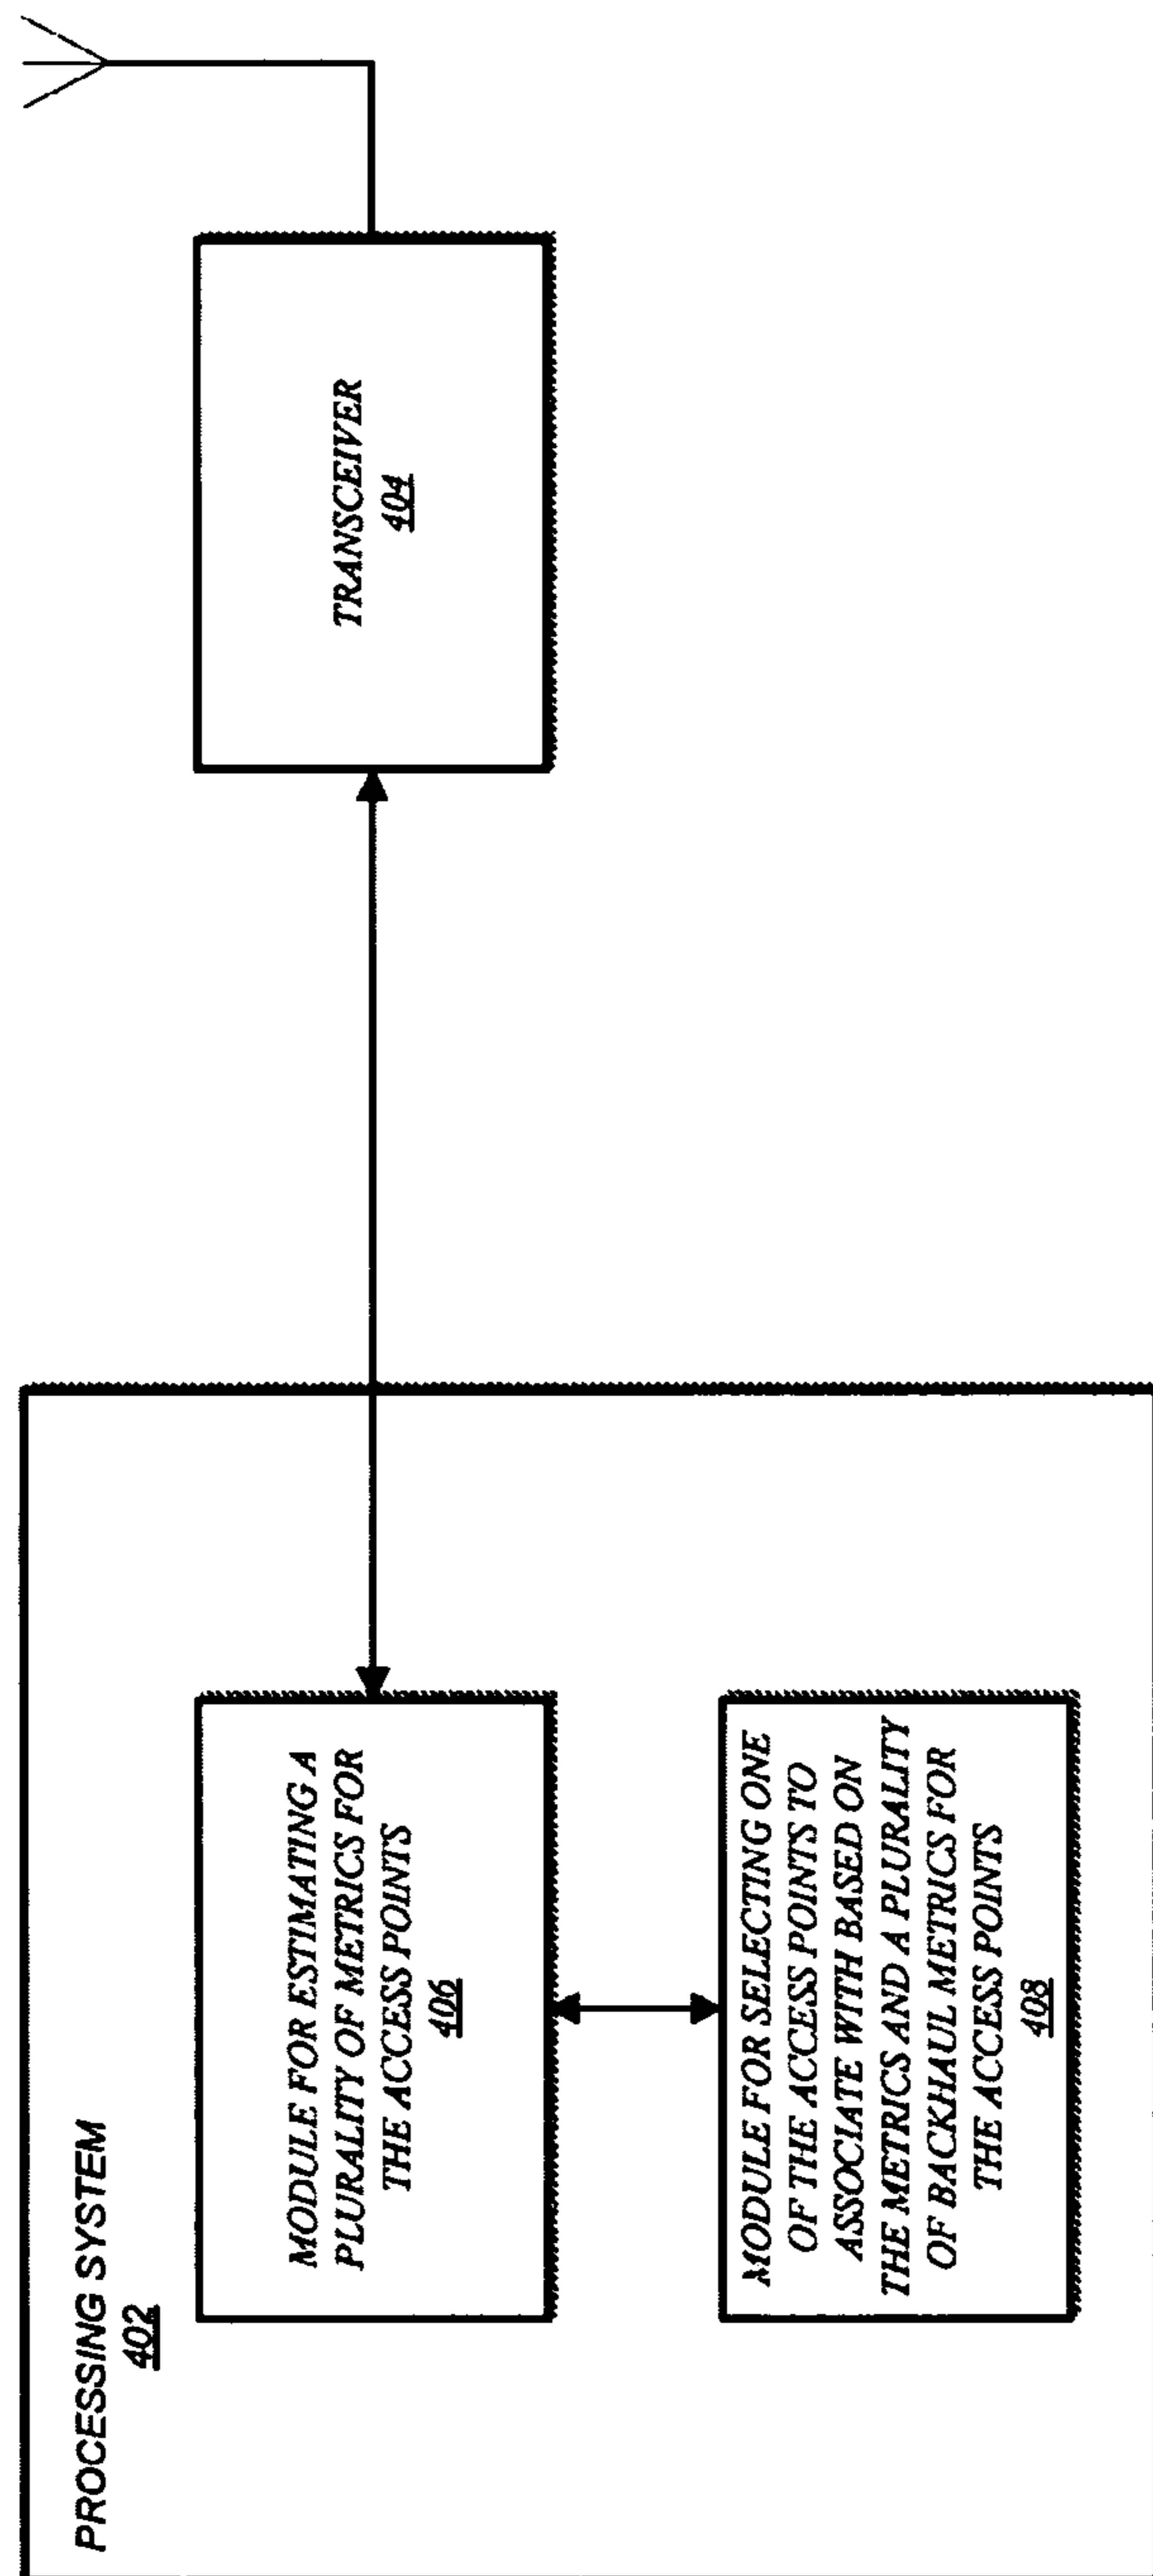 PROCESSING SYSTEM
402
MODULE FOR ESTIMATING A
PLURALITY OF METRICS FOR
THE ACCESS POINTS
406
MODULE FOR SELECTING ONE
OF THE ACCESS POINTS TO
ASSOCIATE WITH BASED ON
THE METRICS AND A PLURALITY
OF BACKHAUL METRICS FOR
THE ACCESS POINTS
408
TRANSCEIVER
404